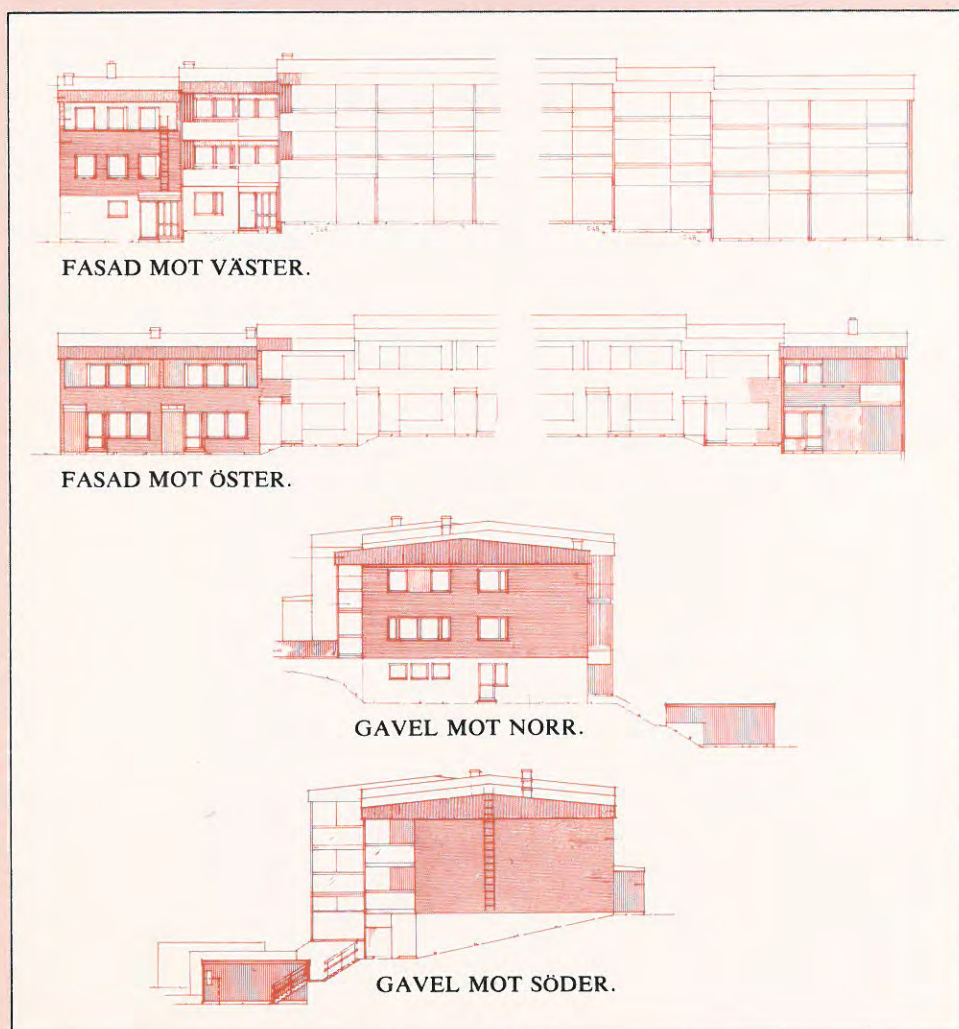 FASAD MOT VÄSTER.
FASAD MOT ÖSTER.
GAVEL MOT NORR.
GAVEL MOT SÖDER.